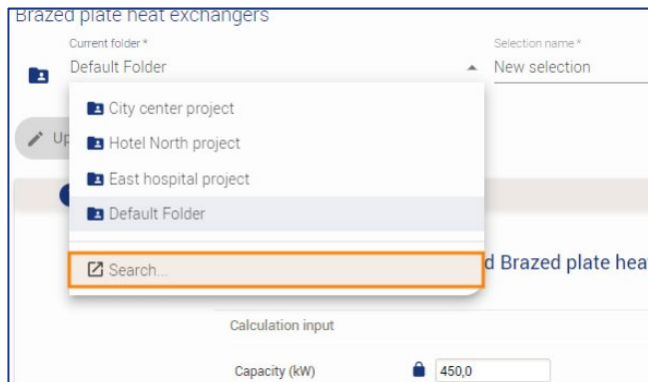 Brazed plate heat exchangers
Current folder *
Selection name *
Default Folder
New selection
City center project
Hotel North project
East hospital project
Default Folder
Search...
Calculation input
Capacity (kW)
450,0
Brazed plate